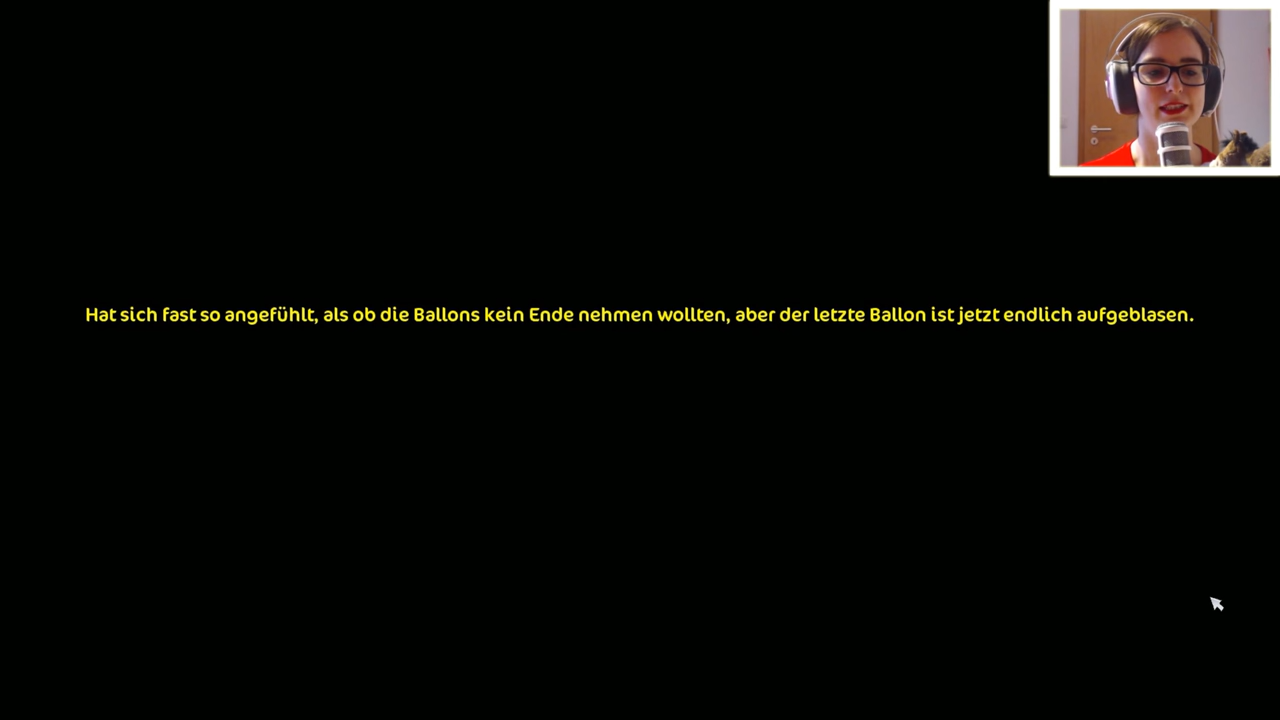 Hat sich fast so angefühlt, als ob die Ballons kein Ende nehmen wollten, aber der letzte Ballon ist jetzt endlich aufgeblasen.